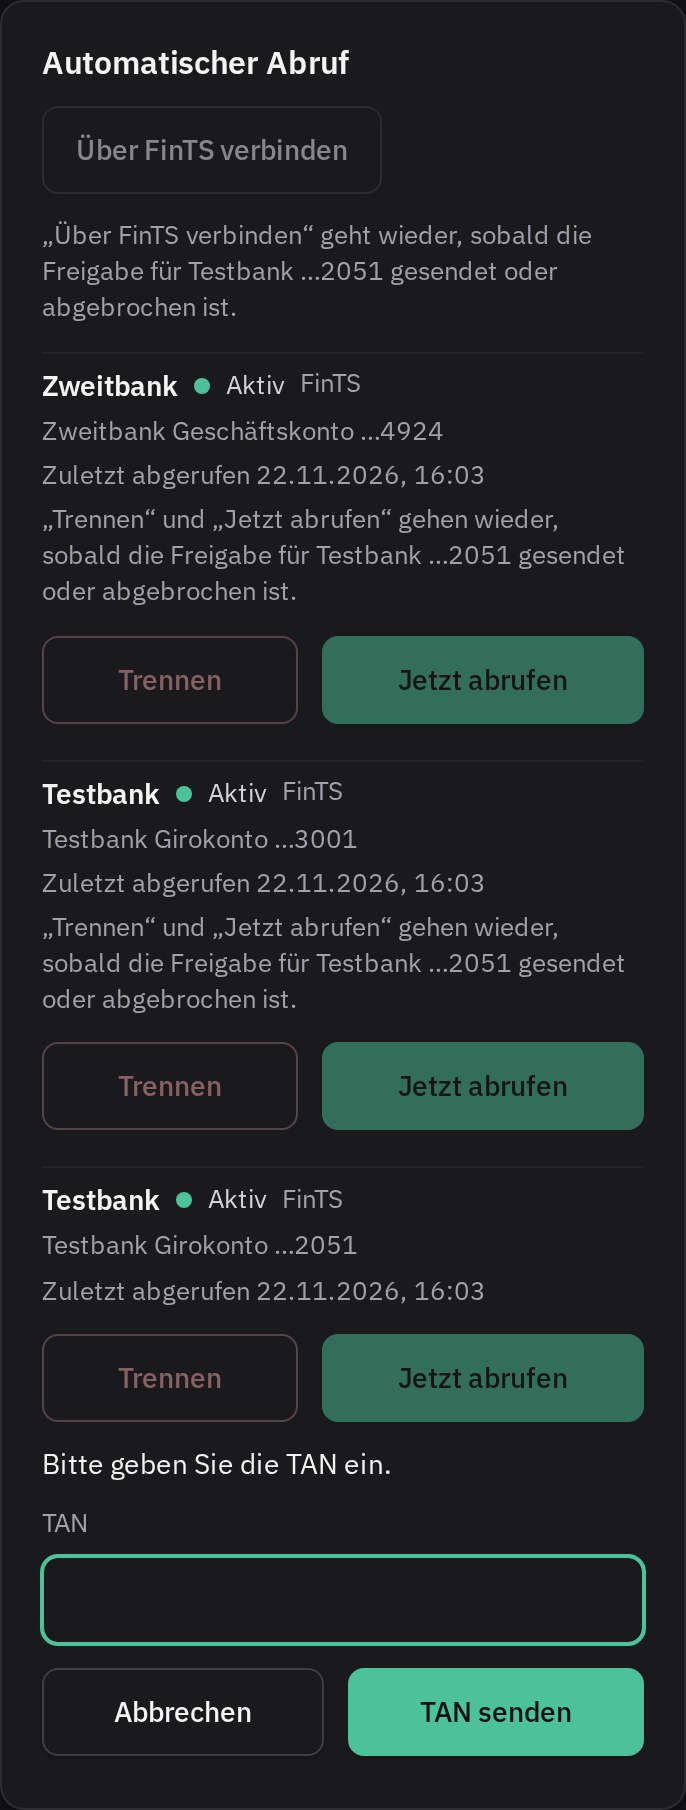 Automatischer Abruf
Über FinTS verbinden
„Über FinTS verbinden“ geht wieder, sobald die
Freigabe für Testbank …2051 gesendet oder
abgebrochen ist.
Zweitbank Aktiv FinTS
Zweitbank Geschäftskonto …4924
Zuletzt abgerufen 22.11.2026, 16:03
„Trennen“ und „Jetzt abrufen“ gehen wieder,
sobald die Freigabe für Testbank …2051 gesendet
oder abgebrochen ist.
Trennen Jetzt abrufen
Testbank Aktiv FinTS
Testbank Girokonto …3001
Zuletzt abgerufen 22.11.2026, 16:03
„Trennen“ und „Jetzt abrufen“ gehen wieder,
sobald die Freigabe für Testbank …2051 gesendet
oder abgebrochen ist.
Trennen Jetzt abrufen
Testbank Aktiv FinTS
Testbank Girokonto …2051
Zuletzt abgerufen 22.11.2026, 16:03
Trennen Jetzt abrufen
Bitte geben Sie die TAN ein.
TAN
Abbrechen TAN senden